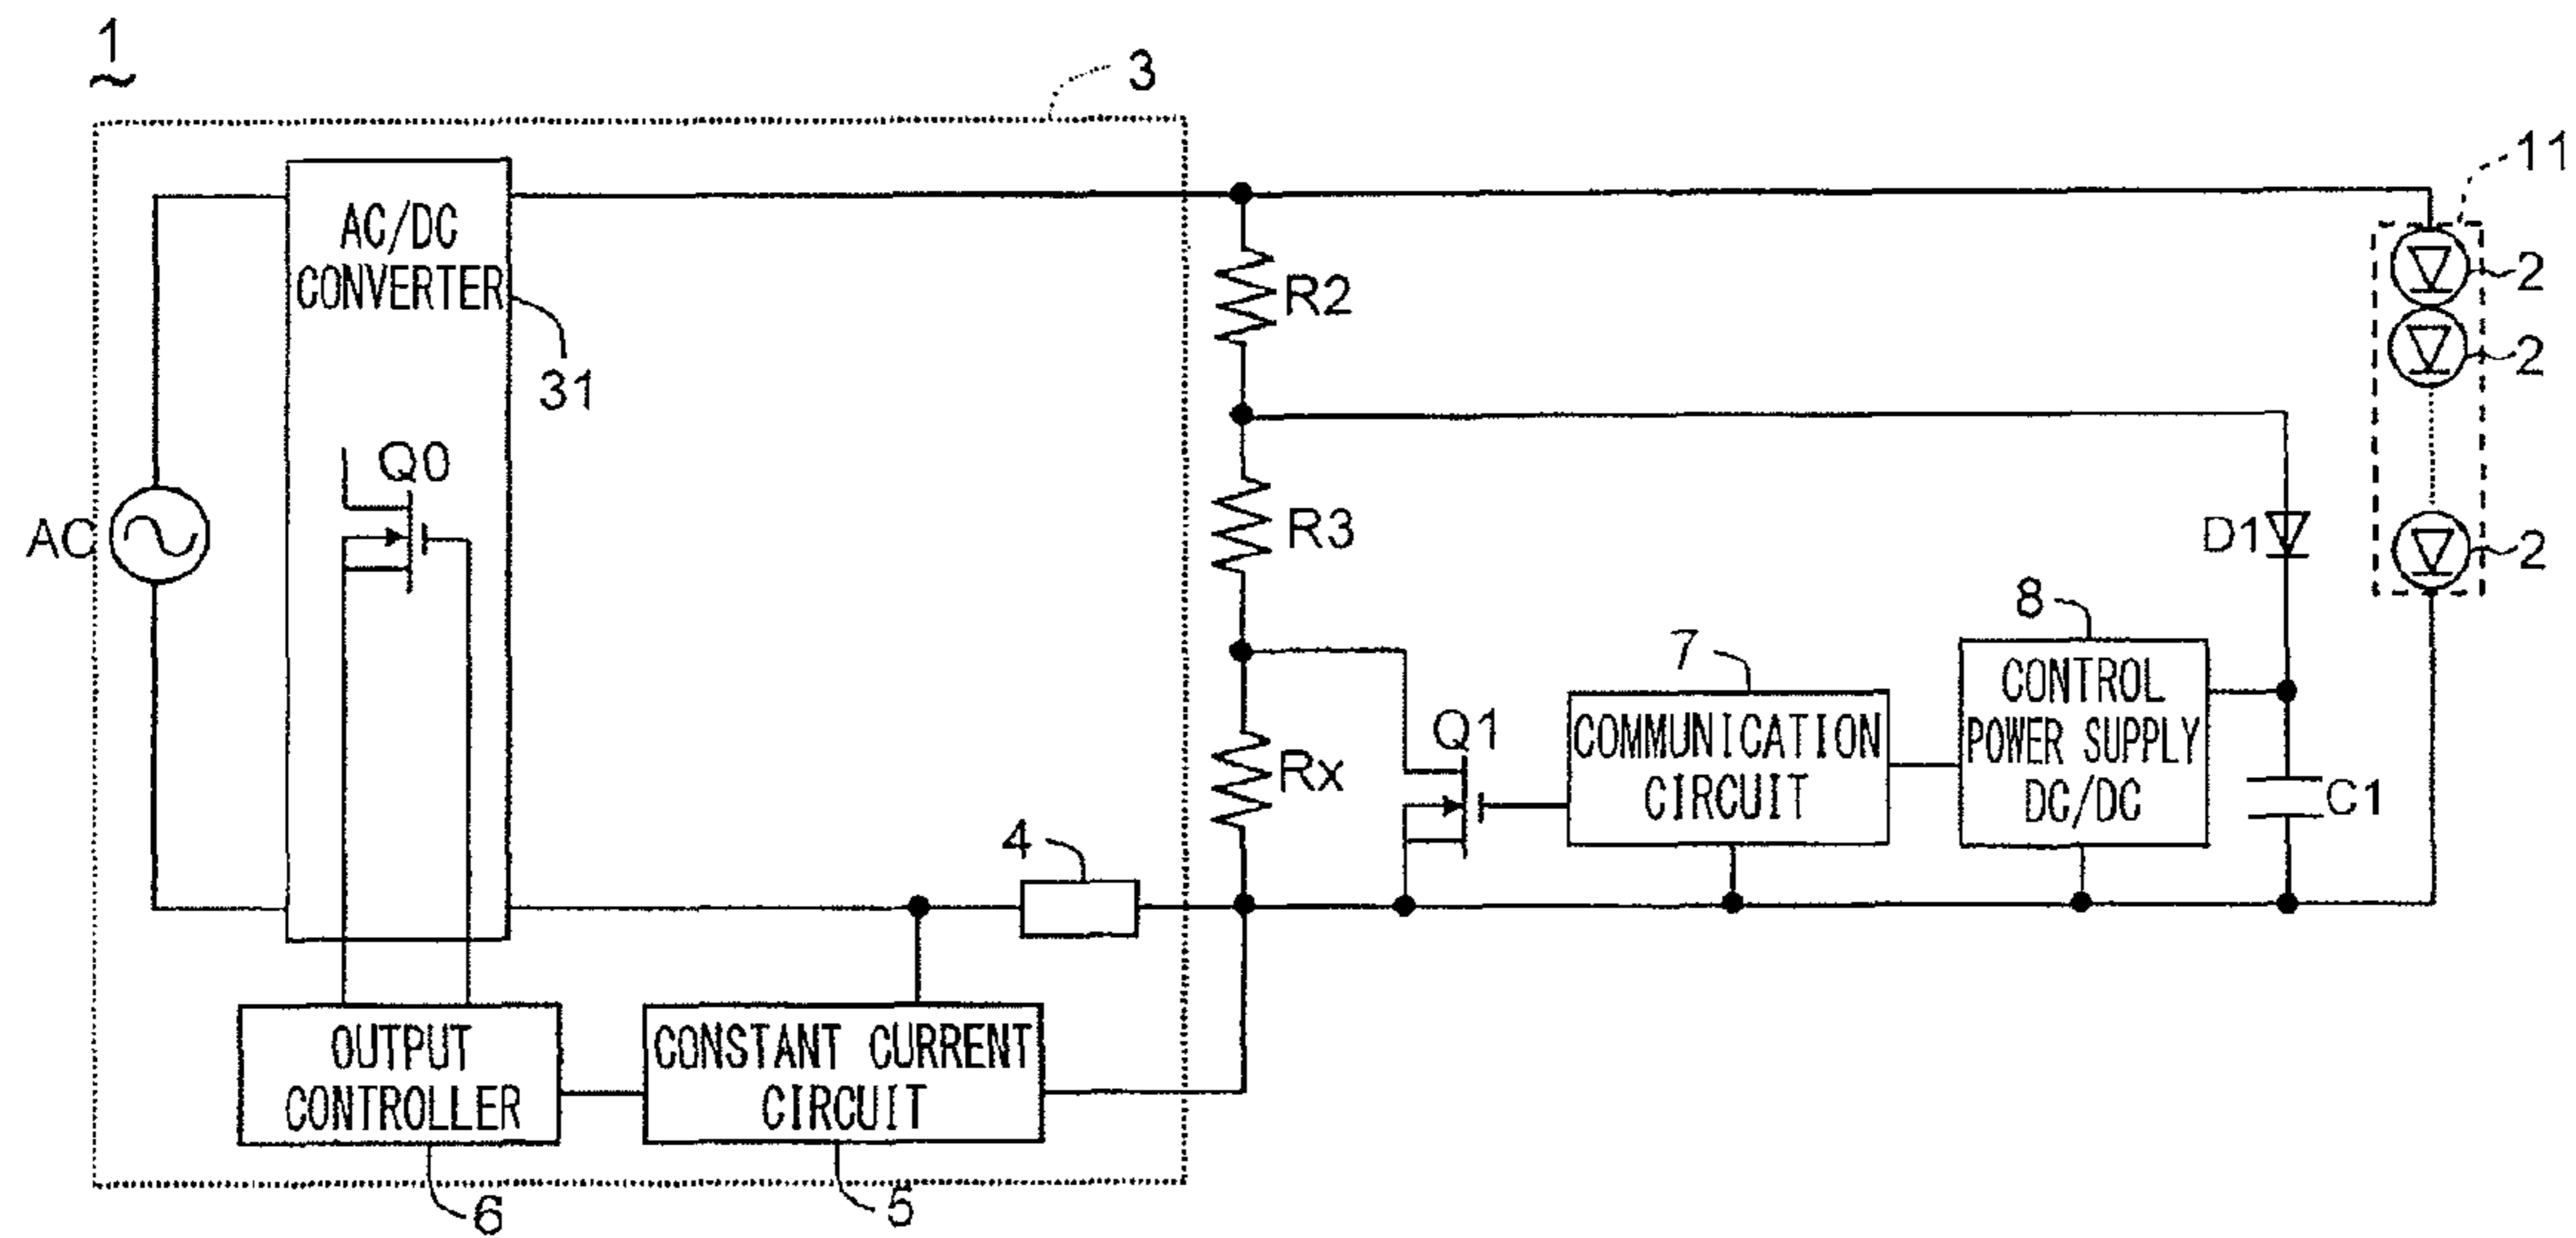 1
3
11
AC/DC
CONVERTER
R2
2
2
31
Q0
AC
R3
D1
2
8
7
CONTROL
POWER SUPPLY
DC/DC
Q1
COMMUNICATION
CIRCUIT
Rx
C1
4
OUTPUT
CONTROLLER
CONSTANT CURRENT
CIRCUIT
6
5